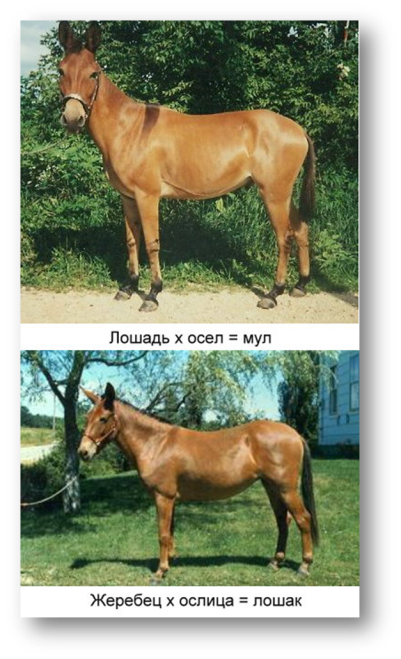 Лошадь х осел = мул
Жеребец х ослица = лошак